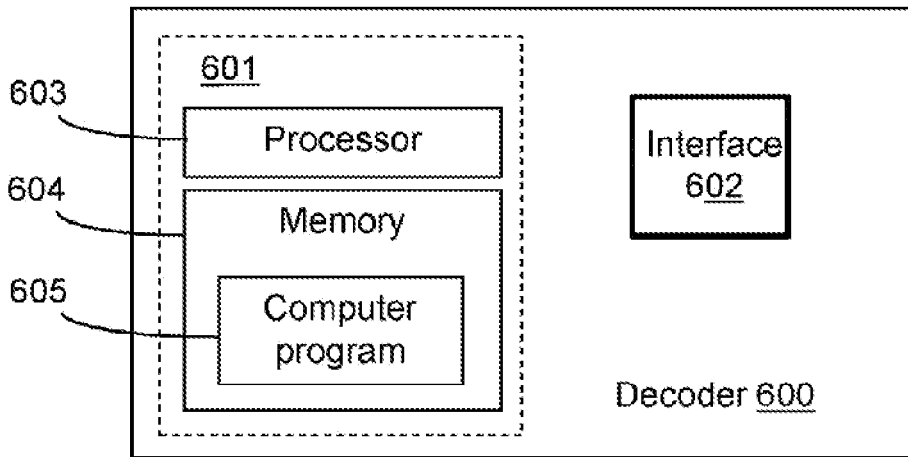 601
603
Processor
Interface
602
604
Memory
605
Computer
program
Decoder 600